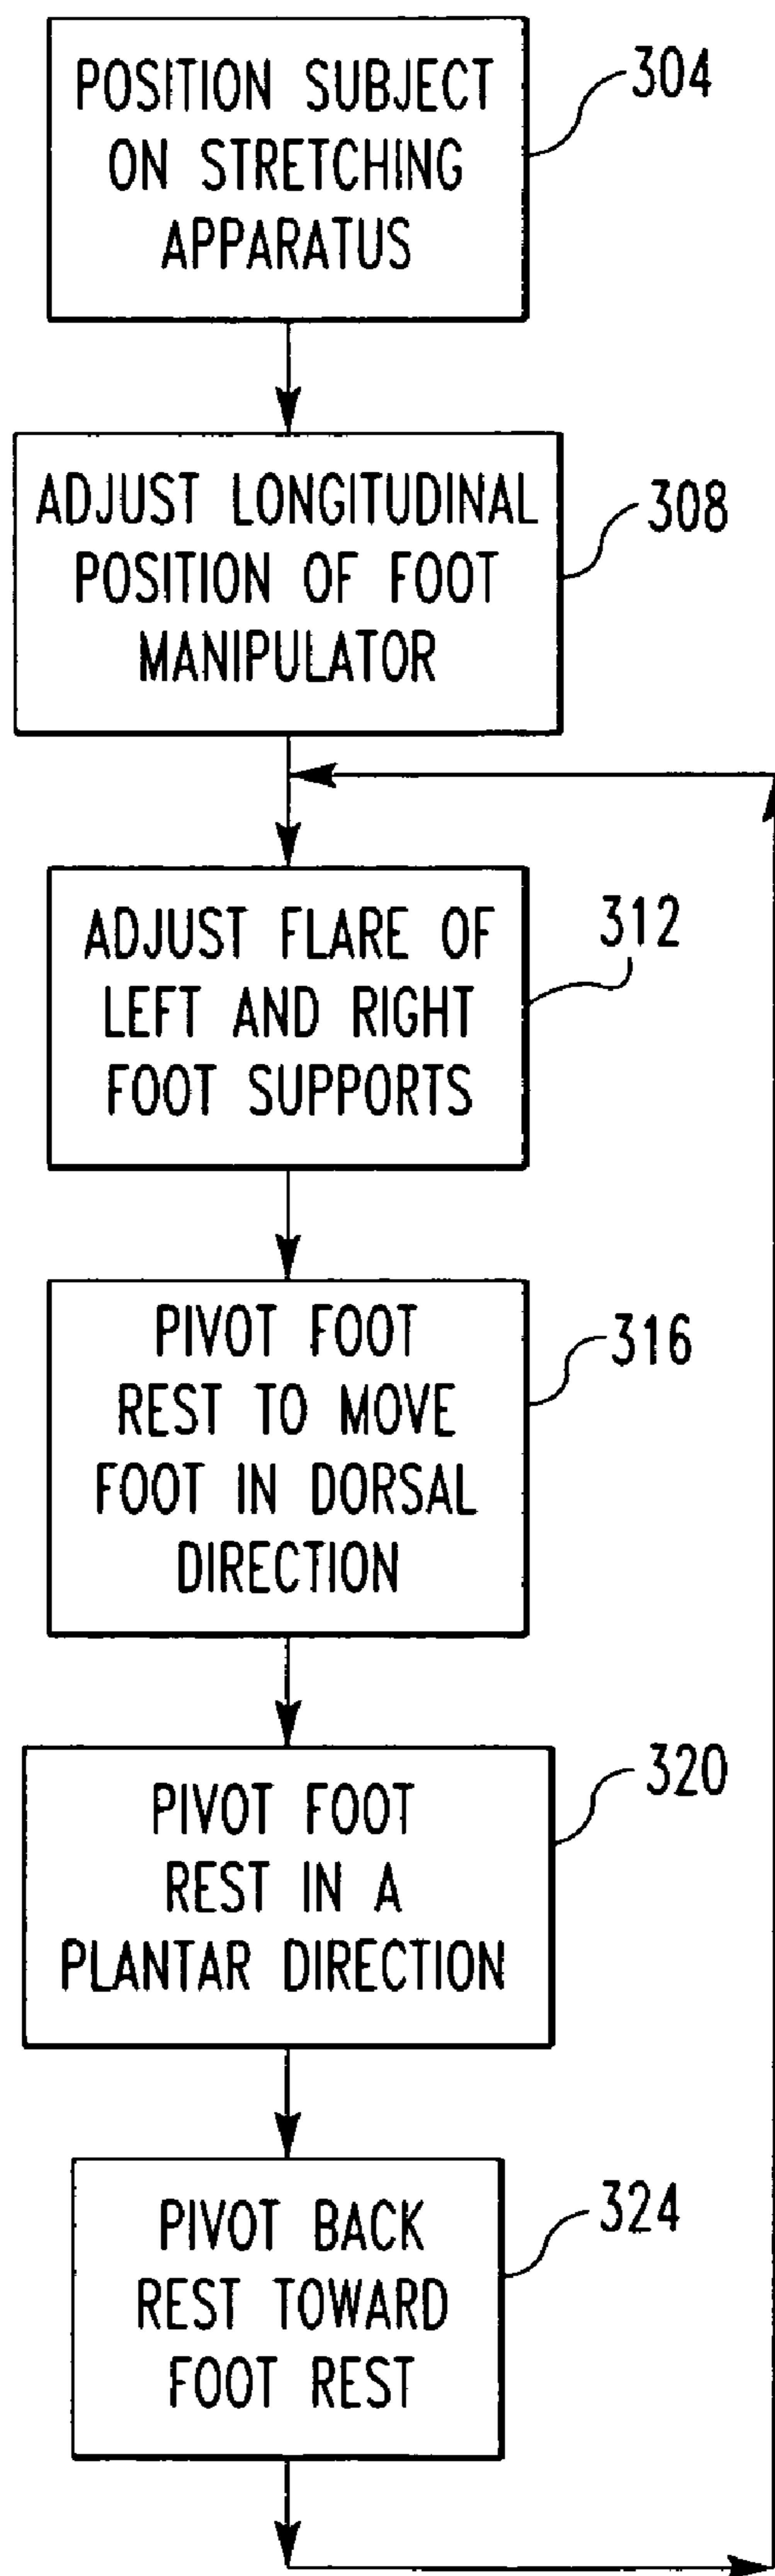 POSITION SUBJECT
ON STRETCHING
APPARATUS
304
ADJUST LONGITUDINAL
POSITION OF FOOT
MANIPULATOR
308
ADJUST FLARE OF
LEFT AND RIGHT
FOOT SUPPORTS
312
PIVOT FOOT
REST TO MOVE
FOOT IN DORSAL
DIRECTION
316
PIVOT FOOT
REST IN A
PLANTAR DIRECTION
320
PIVOT BACK
REST TOWARD
FOOT REST
324